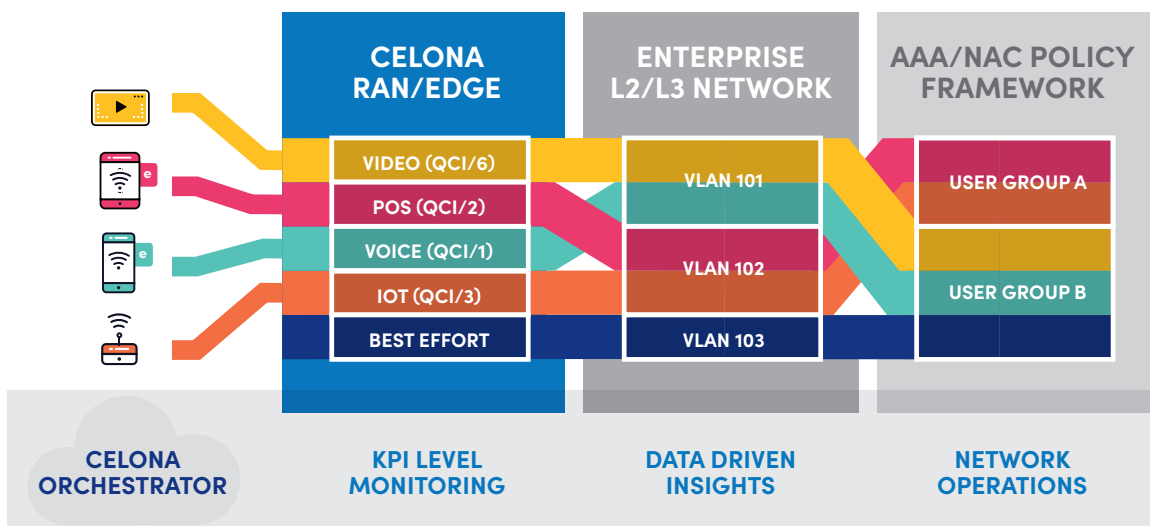 CELONA
RAN/EDGE
ENTERPRISE
L2/L3 NETWORK
AAA/NAC POLICY
FRAMEWORK
e
e
VIDEO (QCI/6)
POS (QCI/2)
VOICE (QCI/1)
IOT (QCI/3)
BEST EFFORT
VLAN 101
VLAN 102
VLAN 103
USER GROUP A
USER GROUP B
CELONA
ORCHESTRATOR
KPI LEVEL
MONITORING
DATA DRIVEN
INSIGHTS
NETWORK
OPERATIONS